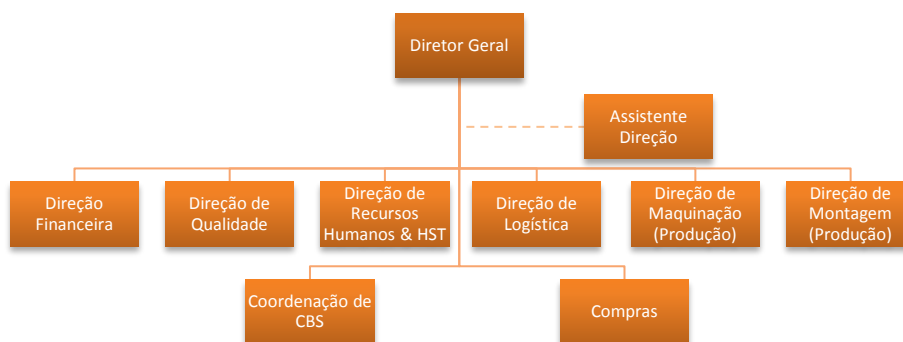 Diretor Geral
Assistente
Direção
Direção
Financeira
Direção de
Qualidade
Direção de
Recursos
Humanos & HST
Direção de
Logística
Direção de
Maquinação
(Produção)
Direção de
Montagem
(Produção)
Coordenação de
CBS
Compras